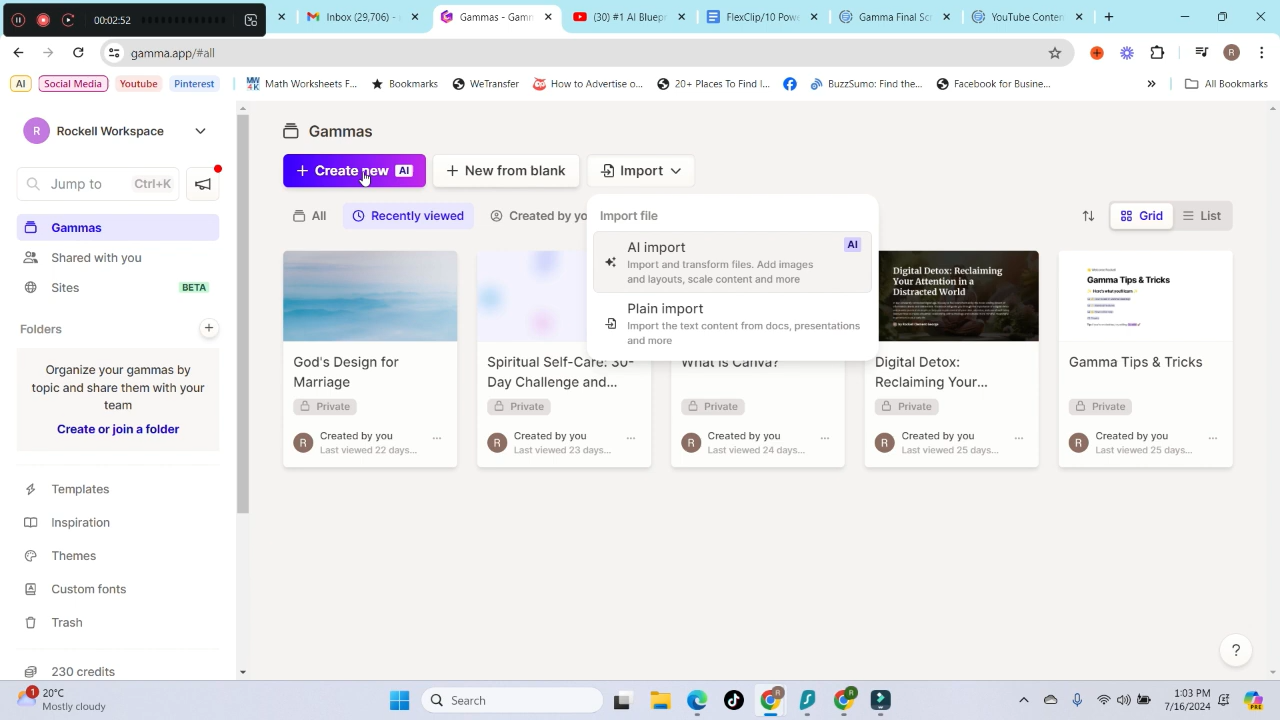 00:02:52
Inbox (29,706) -
Gammas - Gamm
(30)
YouTube Inter
gamma.app/#all
R
AI
Social Media
Youtube
Pinterest
Math Worksheets F...
Bookmarks
WeTransfer
How to Advertise o...
20+ Places To Find I...
BuzzSumo: Find the...
Facebook for Busine...
»
All Bookmarks
R
Rockell Workspace
Jump to
Ctrl+K
Gammas
Shared with you
Sites
BETA
Folders
+
Organize your gammas by
topic and share them with your
team
Create or join a folder
Templates
Inspiration
Themes
Custom fonts
Trash
230 credits
Gammas
+ Create new AI
+ New from blank
Import
All
Recently viewed
Created by yo
Grid
List
Import file
AI import
AI
Import and transform files. Add images
and layouts, scale content and more
Plain import
Import the text content from docs, presentations
and more
God's Design for
Marriage
Private
R
Created by you
Last viewed 22 days...
...
Spiritual Self-Care: 30-
Day Challenge and...
Private
R
Created by you
Last viewed 23 days...
...
What is Canva?
Private
R
Created by you
Last viewed 24 days...
...
Digital Detox: Reclaiming
Your Attention in a
Distracted World
Digital Detox:
Reclaiming Your...
Private
R
Created by you
Last viewed 25 days...
...
Gamma Tips & Tricks
Gamma Tips & Tricks
Private
R
Created by you
Last viewed 25 days...
...
?
1
20°C
Mostly cloudy
Search
1:03 PM
7/16/2024